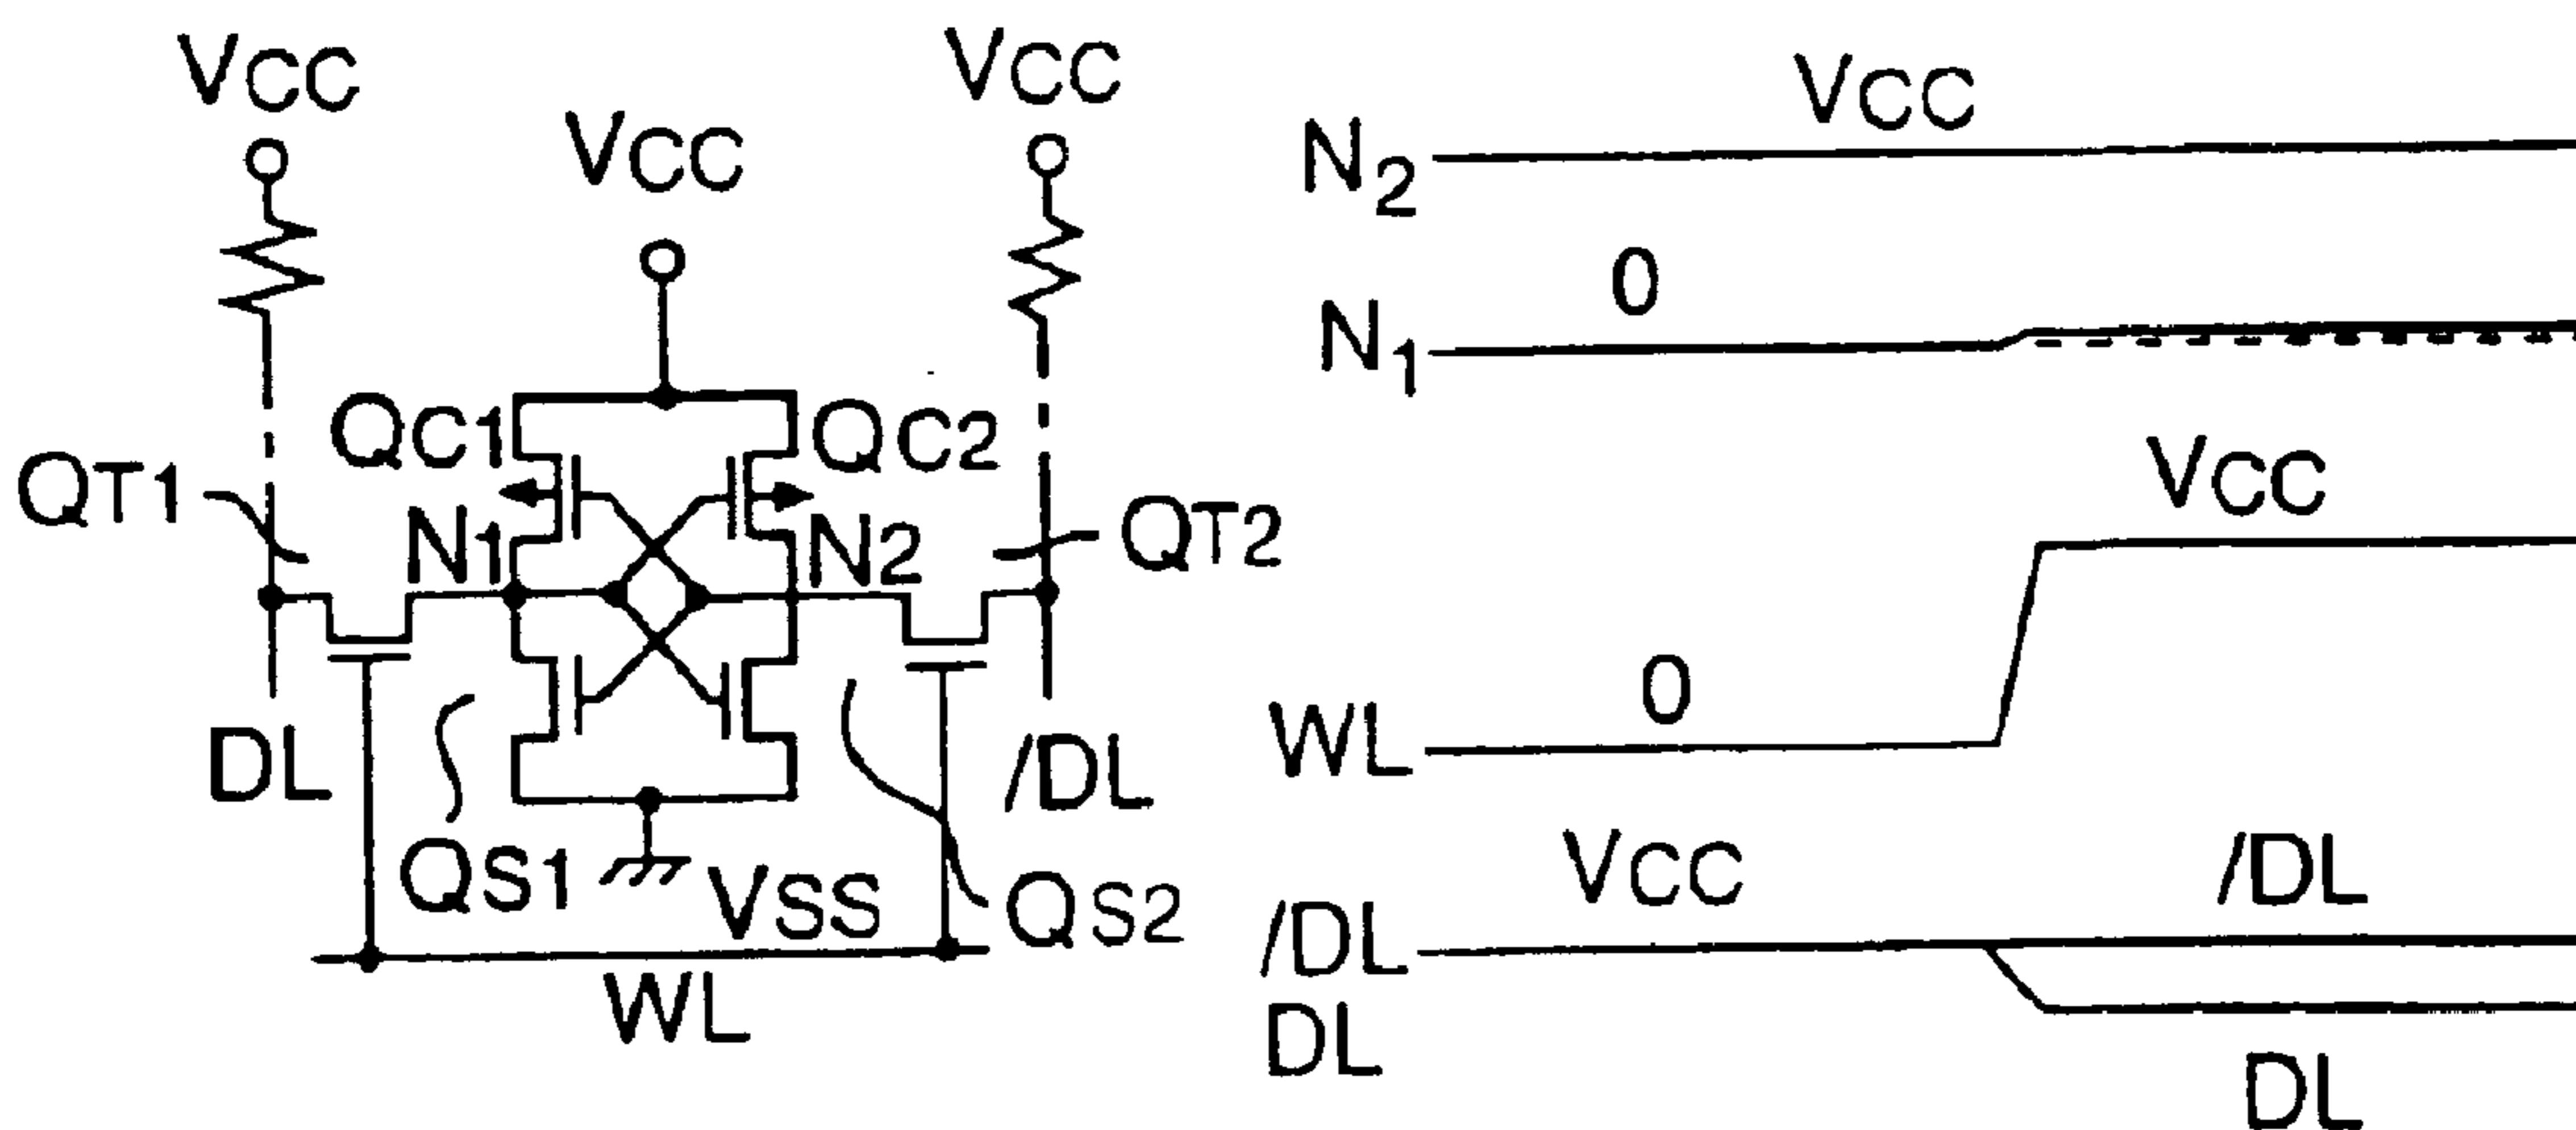 VCC
VCC
VCC
QC1
QC2
QT1
N1
N2
QT2
DL
/DL
QS1
VSS
QS2
WL
VCC
N2
0
N1
VCC
0
WL
VCC
/DL
/DL
DL
DL